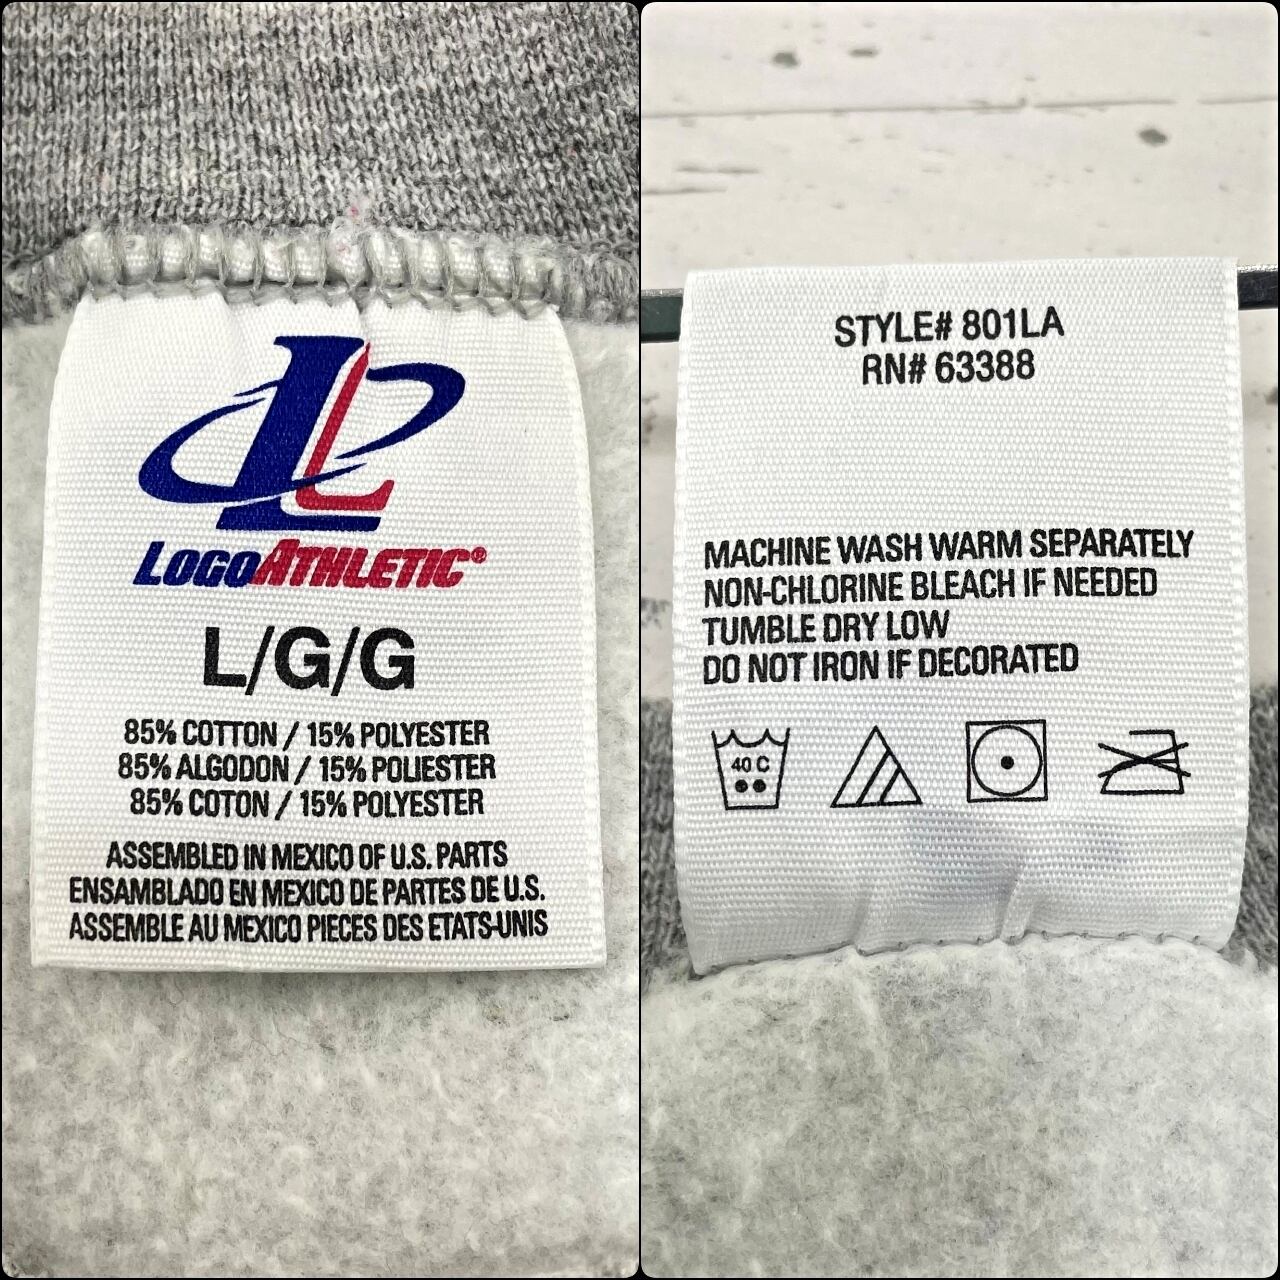 LOGOATHLETIC®
L/G/G
85% COTTON / 15% POLYESTER
85% ALGODON / 15% POLIESTER
85% COTON / 15% POLYESTER
ASSEMBLED IN MEXICO OF U.S. PARTS
ENSAMBLADO EN MEXICO DE PARTES DE U.S.
ASSEMBLE AU MEXICO PIECES DES ETATS-UNIS
STYLE# 801LA
RN# 63388
MACHINE WASH WARM SEPARATELY
NON-CHLORINE BLEACH IF NEEDED
TUMBLE DRY LOW
DO NOT IRON IF DECORATED
40 C